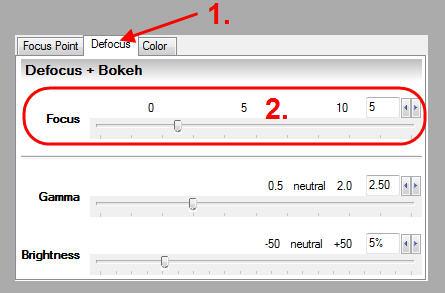 1.
Focus Point Defocus Color
Defocus + Bokeh
0 5 2. 10 5
Focus
0.5 neutral 2.0 2.50
Gamma
-50 neutral +50 5%
Brightness